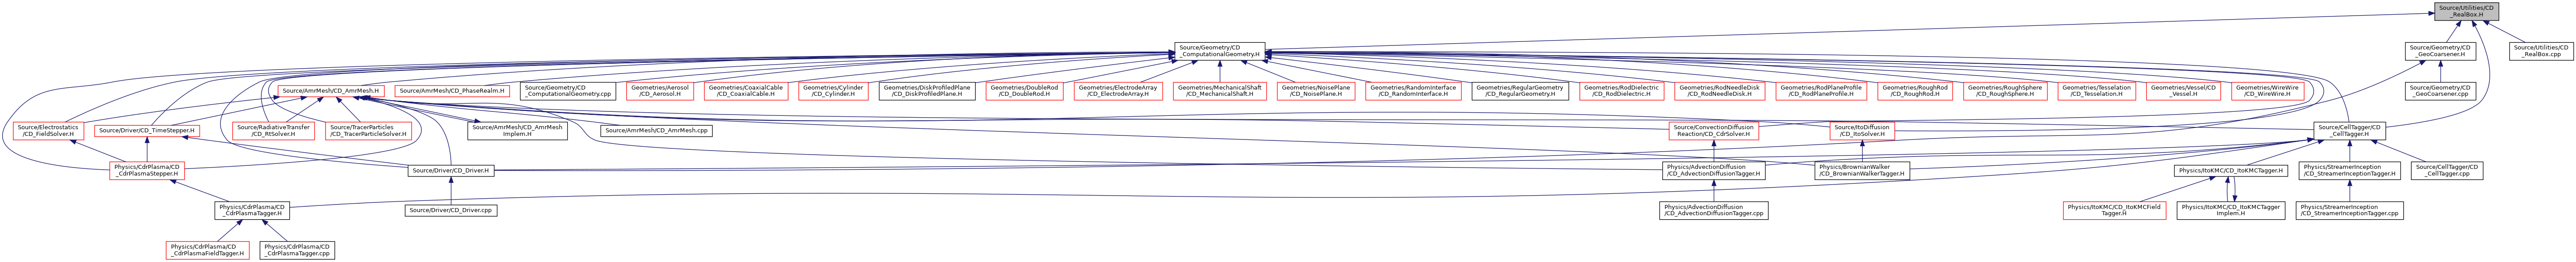 Source/Utilities/CD
_RealBox.H
Source/Geometry/CD
_ComputationalGeometry.H
Source/Geometry/CD
_GeoCoarsener.H
Source/Utilities/CD
_RealBox.cpp
Source/AmrMesh/CD_AmrMesh.H
Source/AmrMesh/CD_PhaseRealm.H
Source/Geometry/CD
_ComputationalGeometry.cpp
Geometries/Aerosol
/CD_Aerosol.H
Geometries/CoaxialCable
/CD_CoaxialCable.H
Geometries/Cylinder
/CD_Cylinder.H
Geometries/DiskProfiledPlane
/CD_DiskProfiledPlane.H
Geometries/DoubleRod
/CD_DoubleRod.H
Geometries/ElectrodeArray
/CD_ElectrodeArray.H
Geometries/MechanicalShaft
/CD_MechanicalShaft.H
Geometries/NoisePlane
/CD_NoisePlane.H
Geometries/RandomInterface
/CD_RandomInterface.H
Geometries/RegularGeometry
/CD_RegularGeometry.H
Geometries/RodDielectric
/CD_RodDielectric.H
Geometries/RodNeedleDisk
/CD_RodNeedleDisk.H
Geometries/RodPlaneProfile
/CD_RodPlaneProfile.H
Geometries/RoughRod
/CD_RoughRod.H
Geometries/RoughSphere
/CD_RoughSphere.H
Geometries/Tesselation
/CD_Tesselation.H
Geometries/Vessel/CD
_Vessel.H
Geometries/WireWire
/CD_WireWire.H
Source/Geometry/CD
_GeoCoarsener.cpp
Source/Electrostatics
/CD_FieldSolver.H
Source/Driver/CD_TimeStepper.H
Source/RadiativeTransfer
/CD_RtSolver.H
Source/TracerParticles
/CD_TracerParticleSolver.H
Source/AmrMesh/CD_AmrMesh
Implem.H
Source/AmrMesh/CD_AmrMesh.cpp
Source/ConvectionDiffusion
Reaction/CD_CdrSolver.H
Source/ItoDiffusion
/CD_ItoSolver.H
Source/CellTagger/CD
_CellTagger.H
Physics/CdrPlasma/CD
_CdrPlasmaStepper.H
Source/Driver/CD_Driver.H
Physics/AdvectionDiffusion
/CD_AdvectionDiffusionTagger.H
Physics/BrownianWalker
/CD_BrownianWalkerTagger.H
Physics/ItoKMC/CD_ItoKMCTagger.H
Physics/StreamerInception
/CD_StreamerInceptionTagger.H
Source/CellTagger/CD
_CellTagger.cpp
Physics/CdrPlasma/CD
_CdrPlasmaTagger.H
Source/Driver/CD_Driver.cpp
Physics/AdvectionDiffusion
/CD_AdvectionDiffusionTagger.cpp
Physics/ItoKMC/CD_ItoKMCField
Tagger.H
Physics/ItoKMC/CD_ItoKMCTagger
Implem.H
Physics/StreamerInception
/CD_StreamerInceptionTagger.cpp
Physics/CdrPlasma/CD
_CdrPlasmaFieldTagger.H
Physics/CdrPlasma/CD
_CdrPlasmaTagger.cpp